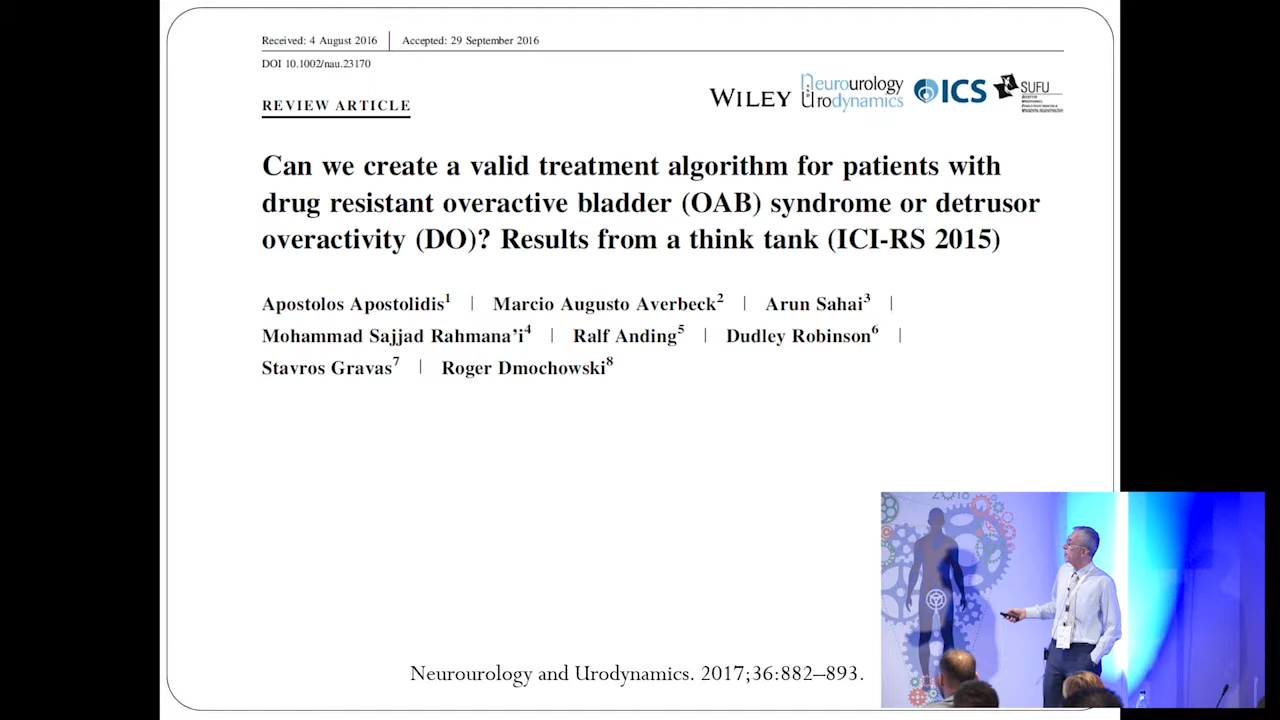 Received: 4 August 2016 | Accepted: 29 September 2016
DOI 10.1002/nau.23170
REVIEW ARTICLE
WILEY Neurourology Urodynamics ICS SUFU
Can we create a valid treatment algorithm for patients with
drug resistant overactive bladder (OAB) syndrome or detrusor
overactivity (DO)? Results from a think tank (ICI-RS 2015)
Apostolos Apostolidis1 | Marcio Augusto Averbeck2 | Arun Sahai3 |
Mohammad Sajjad Rahmana'i4 | Ralf Anding5 | Dudley Robinson6 |
Stavros Gravas7 | Roger Dmochowski8
Neurourology and Urodynamics. 2017;36:882–893.